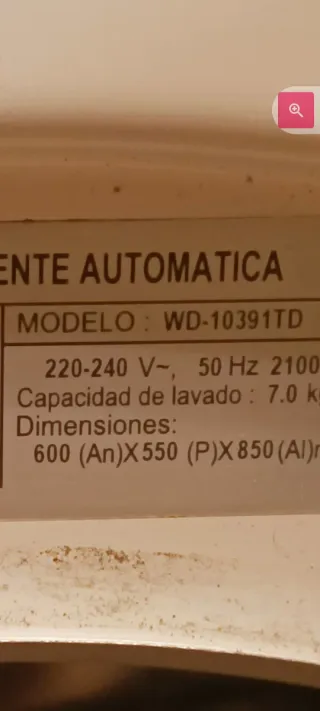 ENTE AUTOMATICA
MODELO : WD-10391TD
220-240 V~, 50 Hz 2100
Capacidad de lavado : 7.0 k
Dimensiones:
600 (An)X550 (P)X850(Al)